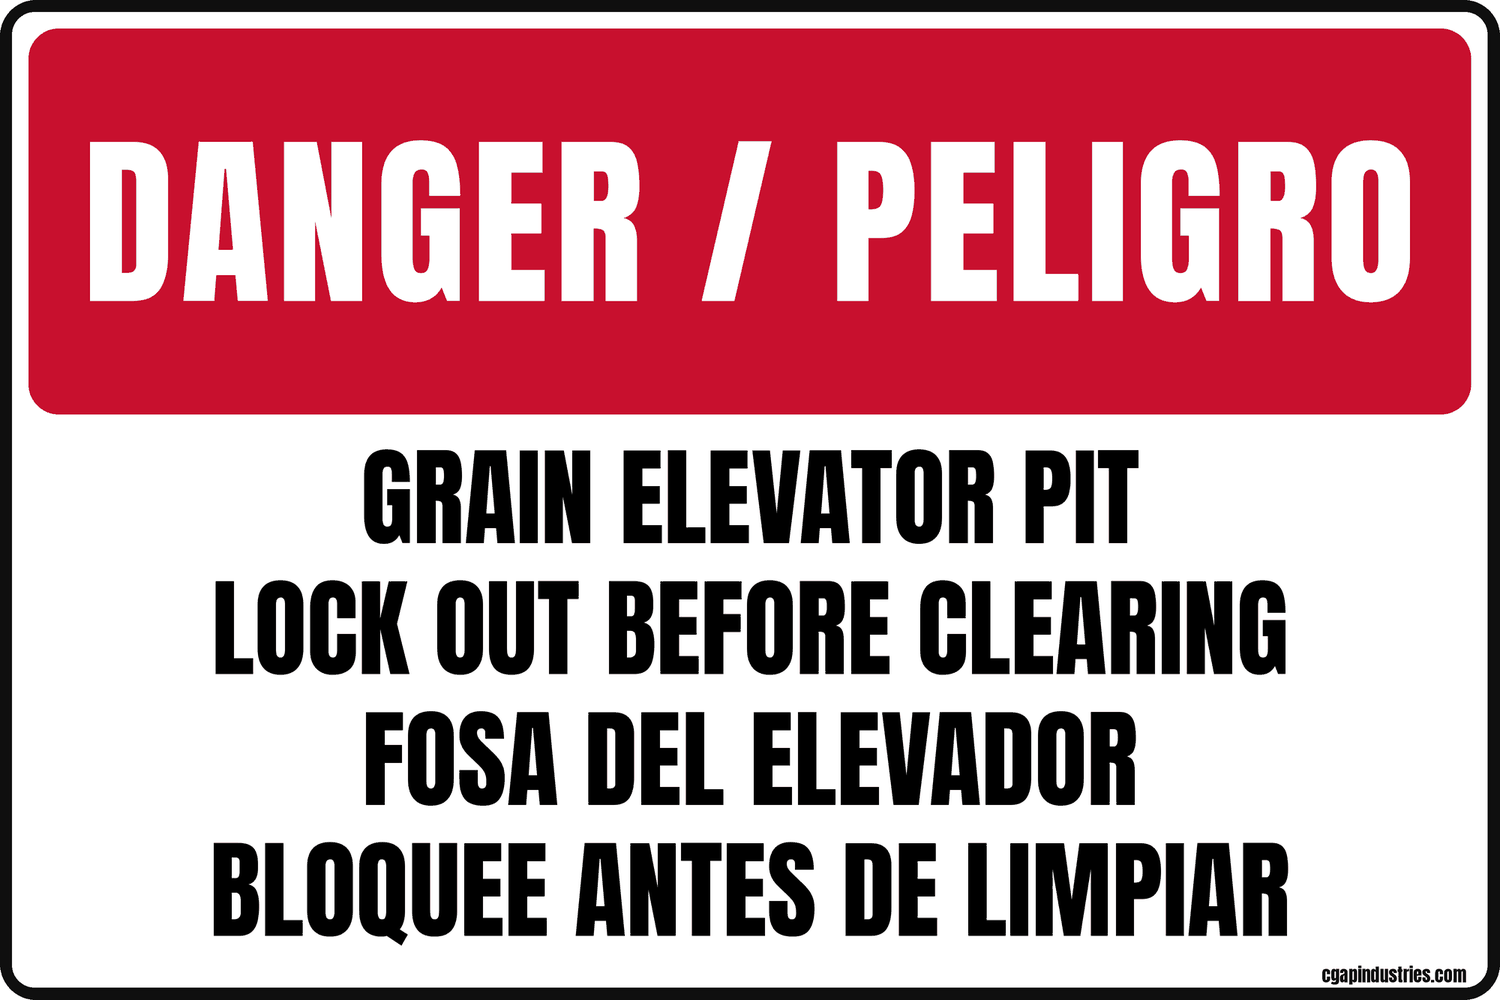 DANGER / PELIGRO
GRAIN ELEVATOR PIT
LOCK OUT BEFORE CLEARING
FOSA DEL ELEVADOR
BLOQUEE ANTES DE LIMPIAR
cgapindustries.com